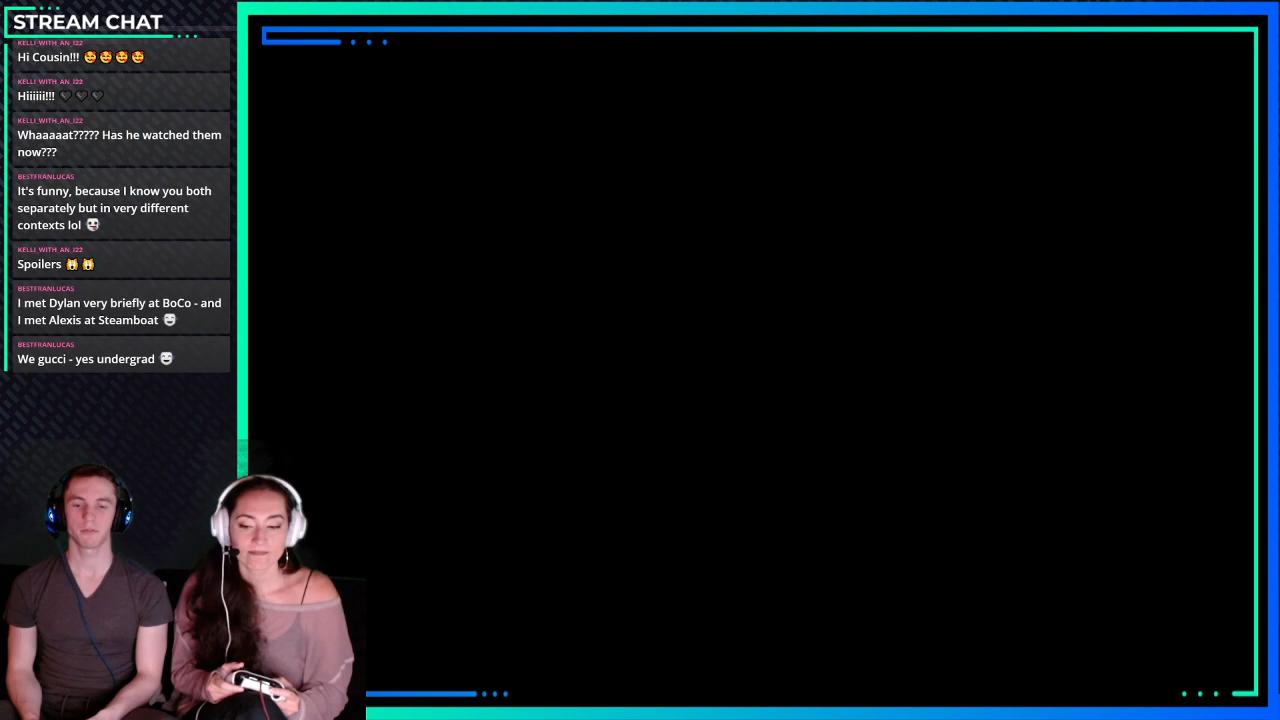 STREAM CHAT
KELLI_WITH_AN_I22
Hi Cousin!!! 🥰 🥰 🥰 🥰
KELLI_WITH_AN_I22
Hiiiiii!!! 🖤 🖤 🖤
KELLI_WITH_AN_I22
Whaaaaat????? Has he watched them
now???
BESTFRANLUCAS
It's funny, because I know you both
separately but in very different
contexts lol
KELLI_WITH_AN_I22
Spoilers 🙀 🙀
BESTFRANLUCAS
I met Dylan very briefly at BoCo - and
I met Alexis at Steamboat
BESTFRANLUCAS
We gucci - yes undergrad